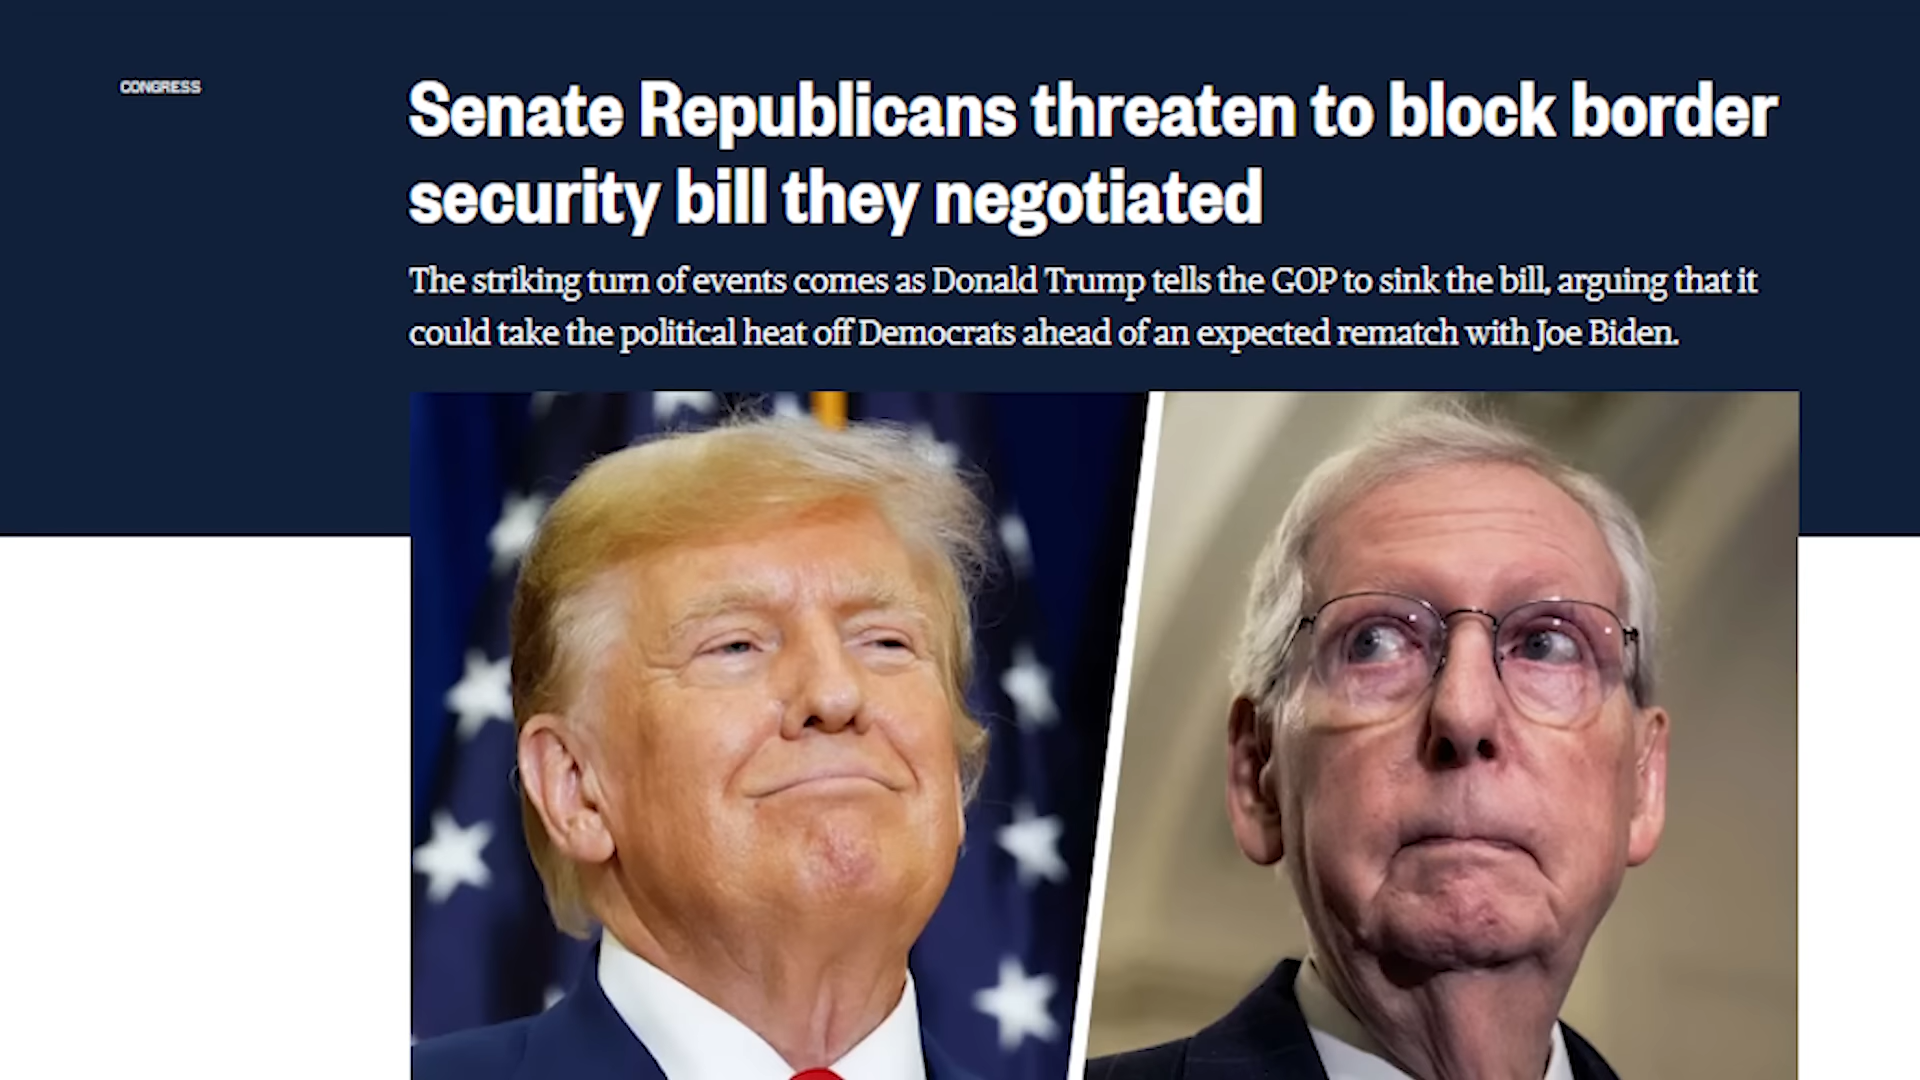 CONGRESS
Senate Republicans threaten to block border
security bill they negotiated
The striking turn of events comes as Donald Trump tells the GOP to sink the bill, arguing that it
could take the political heat off Democrats ahead of an expected rematch with Joe Biden.